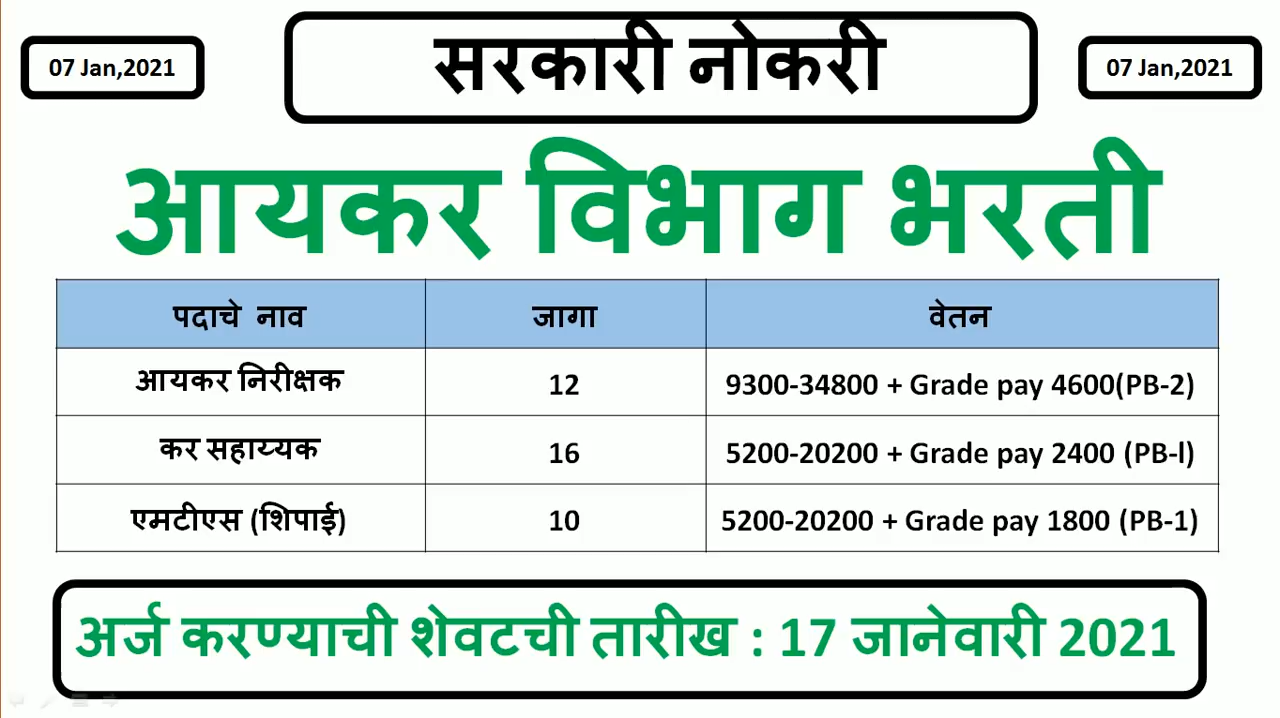 07 Jan,2021
सरकारी नोकरी
07 Jan,2021
आयकर विभाग भरती
पदाचे नाव जागा वेतन
आयकर निरीक्षक 12 9300-34800 + Grade pay 4600(PB-2)
कर सहाय्यक 16 5200-20200 + Grade pay 2400 (PB-l)
एमटीएस (शिपाई) 10 5200-20200 + Grade pay 1800 (PB-1)
अर्ज करण्याची शेवटची तारीख : 17 जानेवारी 2021